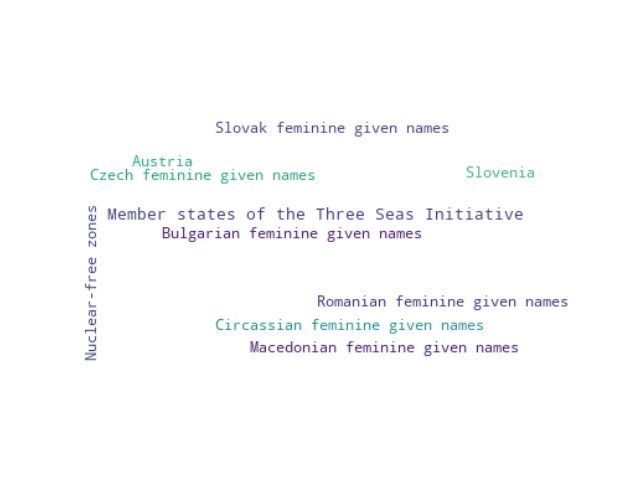 Slovak feminine given names
Austria
Czech feminine given names
Slovenia
Member states of the Three Seas Initiative
Bulgarian feminine given names
Nuclear-free zones
Romanian feminine given names
Circassian feminine given names
Macedonian feminine given names